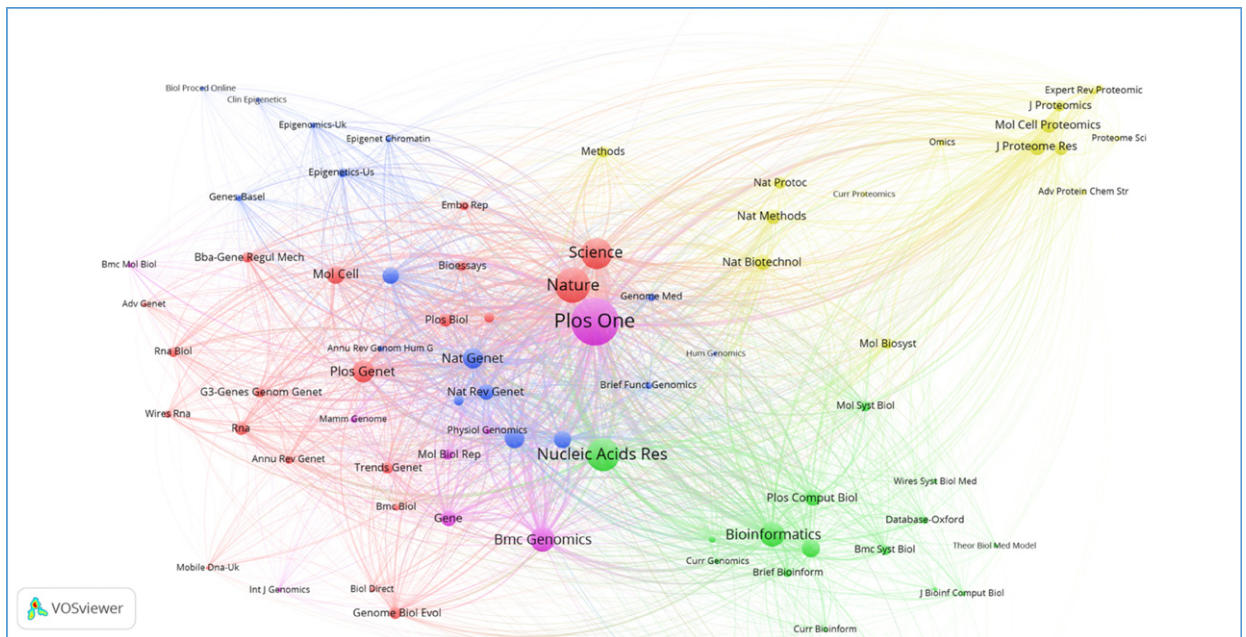 Biol Proced Online
Expert Rev Proteomic
Clin Epigenetics
J Proteomics
Epigenomics-Uk
Mol Cell Proteomics
Epigenet Chromatin
Proteome Sci
Omics
J Proteome Res
Methods
Epigenetics-Us
Nat Protoc
Adv Protein Chem Str
Curr Proteomics
Genes-Basel
Embo Rep
Nat Methods
Science
Bba-Gene Regul Mech
Nat Biotechnol
Bmc Mol Biol
Bioessays
Mol Cell
Nature
Genome Med
Adv Genet
Plos Biol
Plos One
Mol Biosyst
Annu Rev Genom Hum G
Rna Biol
Hum Genomics
Nat Genet
Plos Genet
Brief Funct Genomics
G3-Genes Genom Genet
Nat Rev Genet
Mol Syst Biol
Wires Rna
Mamm Genome
Rna
Physiol Genomics
Mol Biol Rep
Nucleic Acids Res
Annu Rev Genet
Trends Genet
Wires Syst Biol Med
Plos Comput Biol
Bmc Biol
Gene
Database-Oxford
Bioinformatics
Bmc Genomics
Theor Biol Med Model
Bmc Syst Biol
Curr Genomics
Mobile Dna-Uk
Brief Bioinform
Int J Genomics
Biol Direct
J Bioinf Comput Biol
VOSviewer
Genome Biol Evol
Curr Bioinform